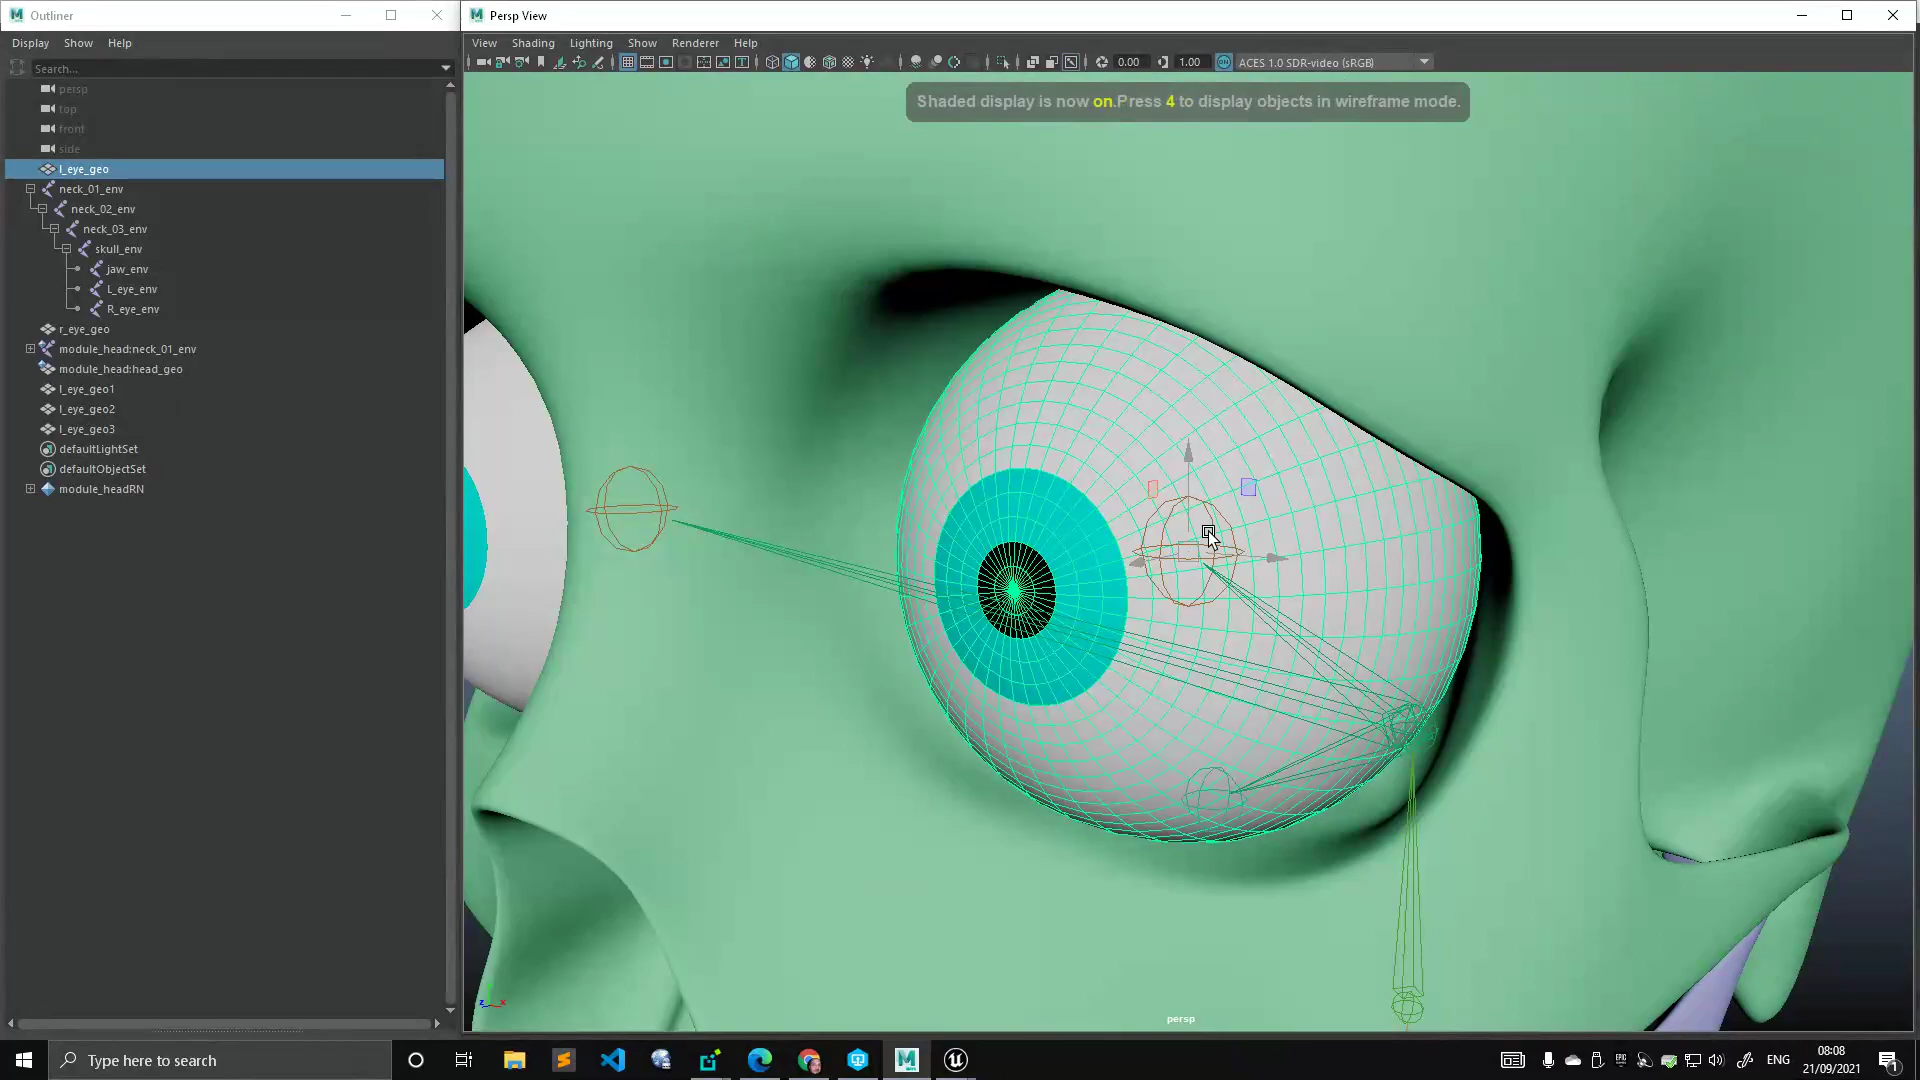 Outliner
Display Show Help
Search...
persp
top
front
side
l_eye_geo
neck_01_env
neck_02_env
neck_03_env
skull_env
jaw_env
L_eye_env
R_eye_env
r_eye_geo
module_head:neck_01_env
module_head:head_geo
l_eye_geo1
l_eye_geo2
l_eye_geo3
defaultLightSet
defaultObjectSet
module_headRN
Persp View
View Shading Lighting Show Renderer Help
0.00 1.00 ON ACES 1.0 SDR-video (sRGB)
Shaded display is now on.Press 4 to display objects in wireframe mode.
z x
persp
Type here to search
ENG
08:08
21/09/2021
1